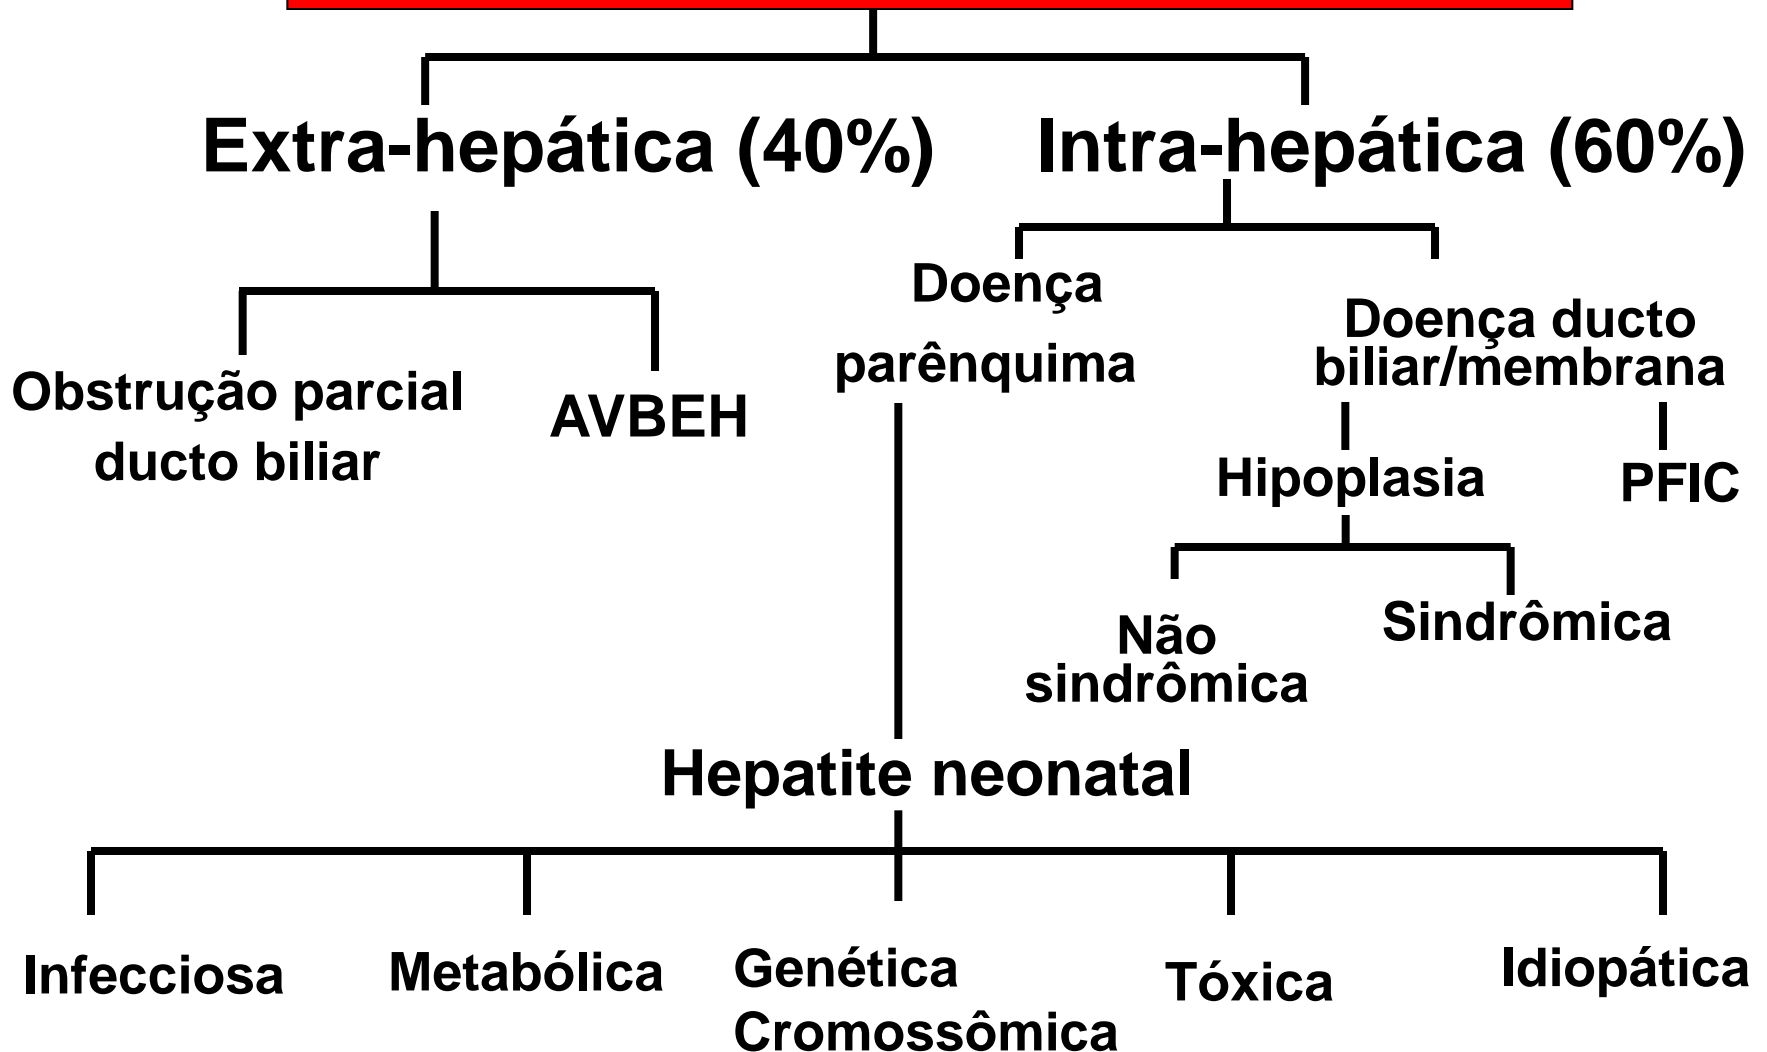 Extra-hepática (40%)
Intra-hepática (60%)
Obstrução parcial
ducto biliar
AVBEH
Doença
parênquima
Doença ducto
biliar/membrana
Hipoplasia
PFIC
Não
sindrômica
Sindrômica
Hepatite neonatal
Infecciosa
Metabólica
Genética
Cromossômica
Tóxica
Idiopática